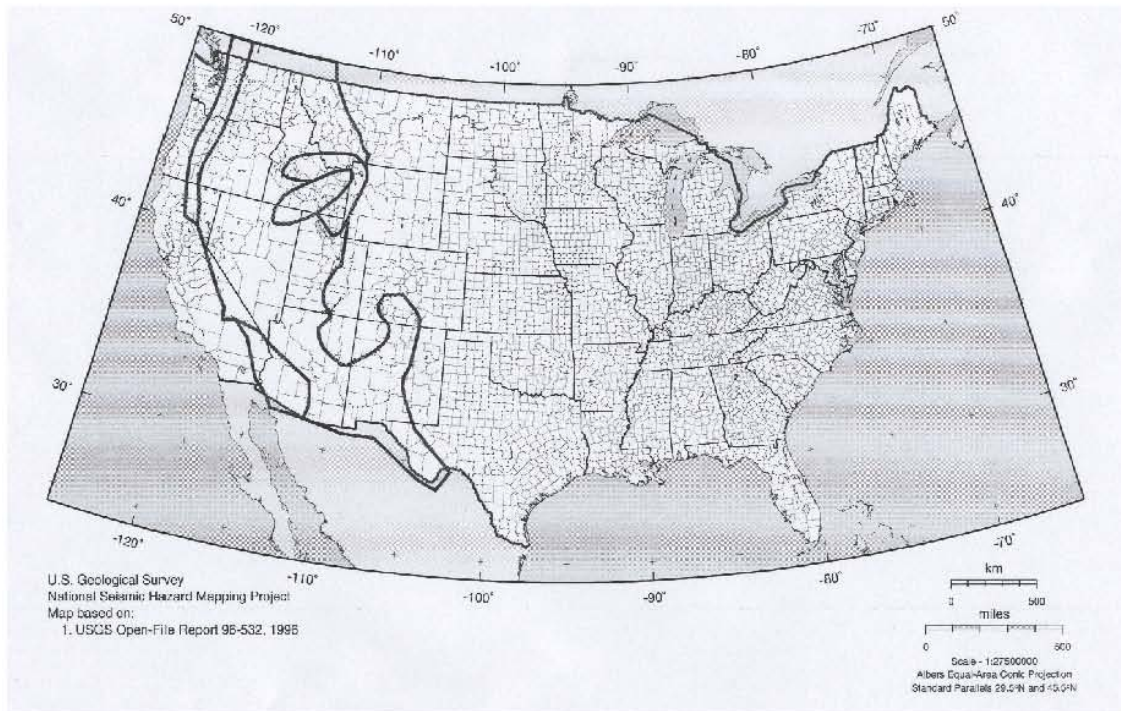 50° -120° -110° -100° -90° -80° -70° 50°
40° 40°
30° 30°
-120° -110° -100° -90° -80° -70°
U.S. Geological Survey
National Seismic Hazard Mapping Project
Map based on:
1. USGS Open-File Report 96-532, 1996
km
0 500
miles
0 500
Scale - 1:27500000
Albers Equal-Area Conic Projection
Standard Parallels 29.5°N and 45.5°N